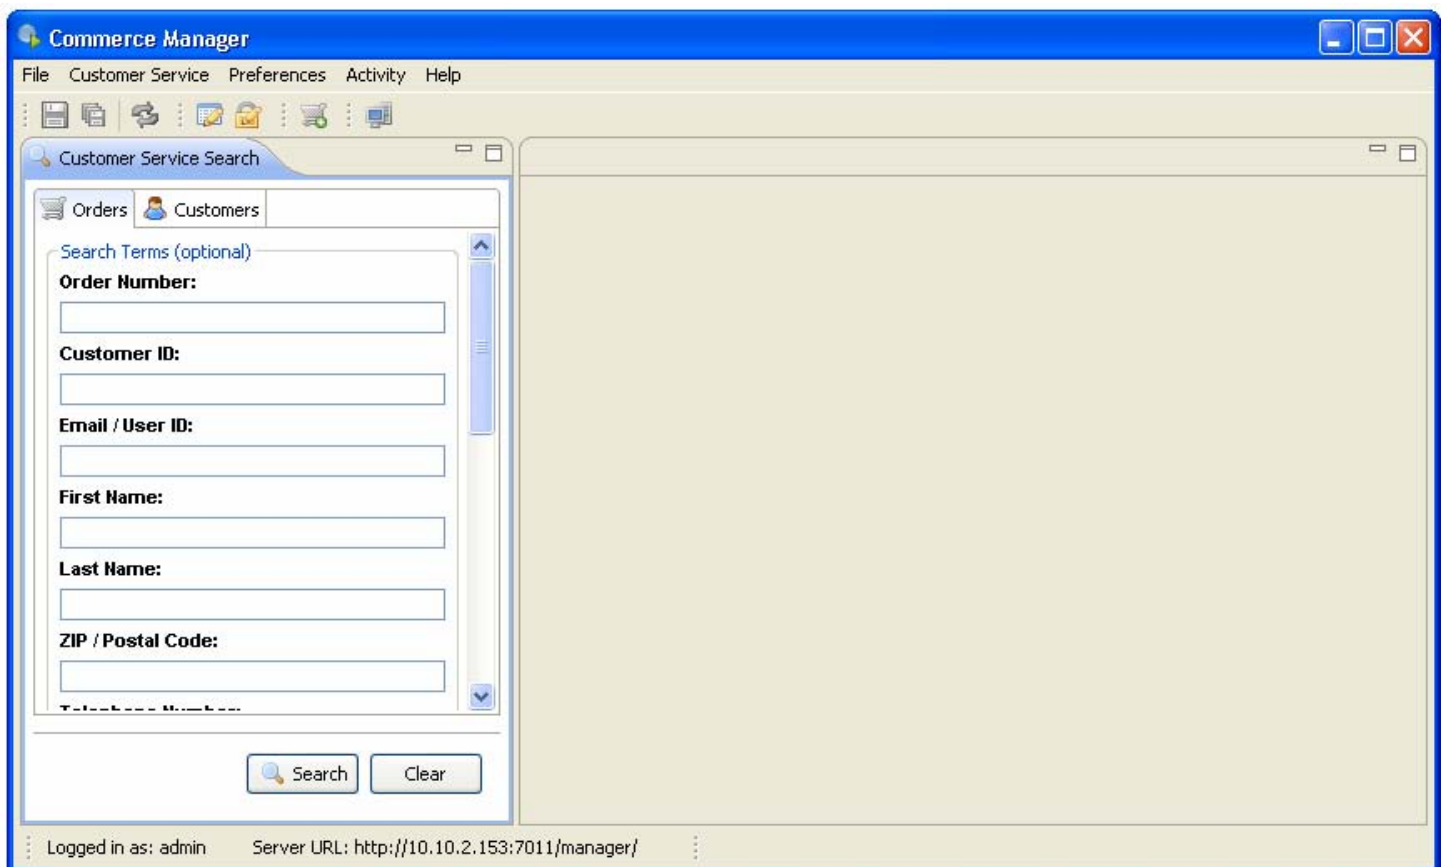 Commerce Manager
File Customer Service Preferences Activity Help
Customer Service Search
Orders Customers
Search Terms (optional)
Order Number:
Customer ID:
Email / User ID:
First Name:
Last Name:
ZIP / Postal Code:
Telephone Number:
Search Clear
Logged in as: admin Server URL: http://10.10.2.153:7011/manager/